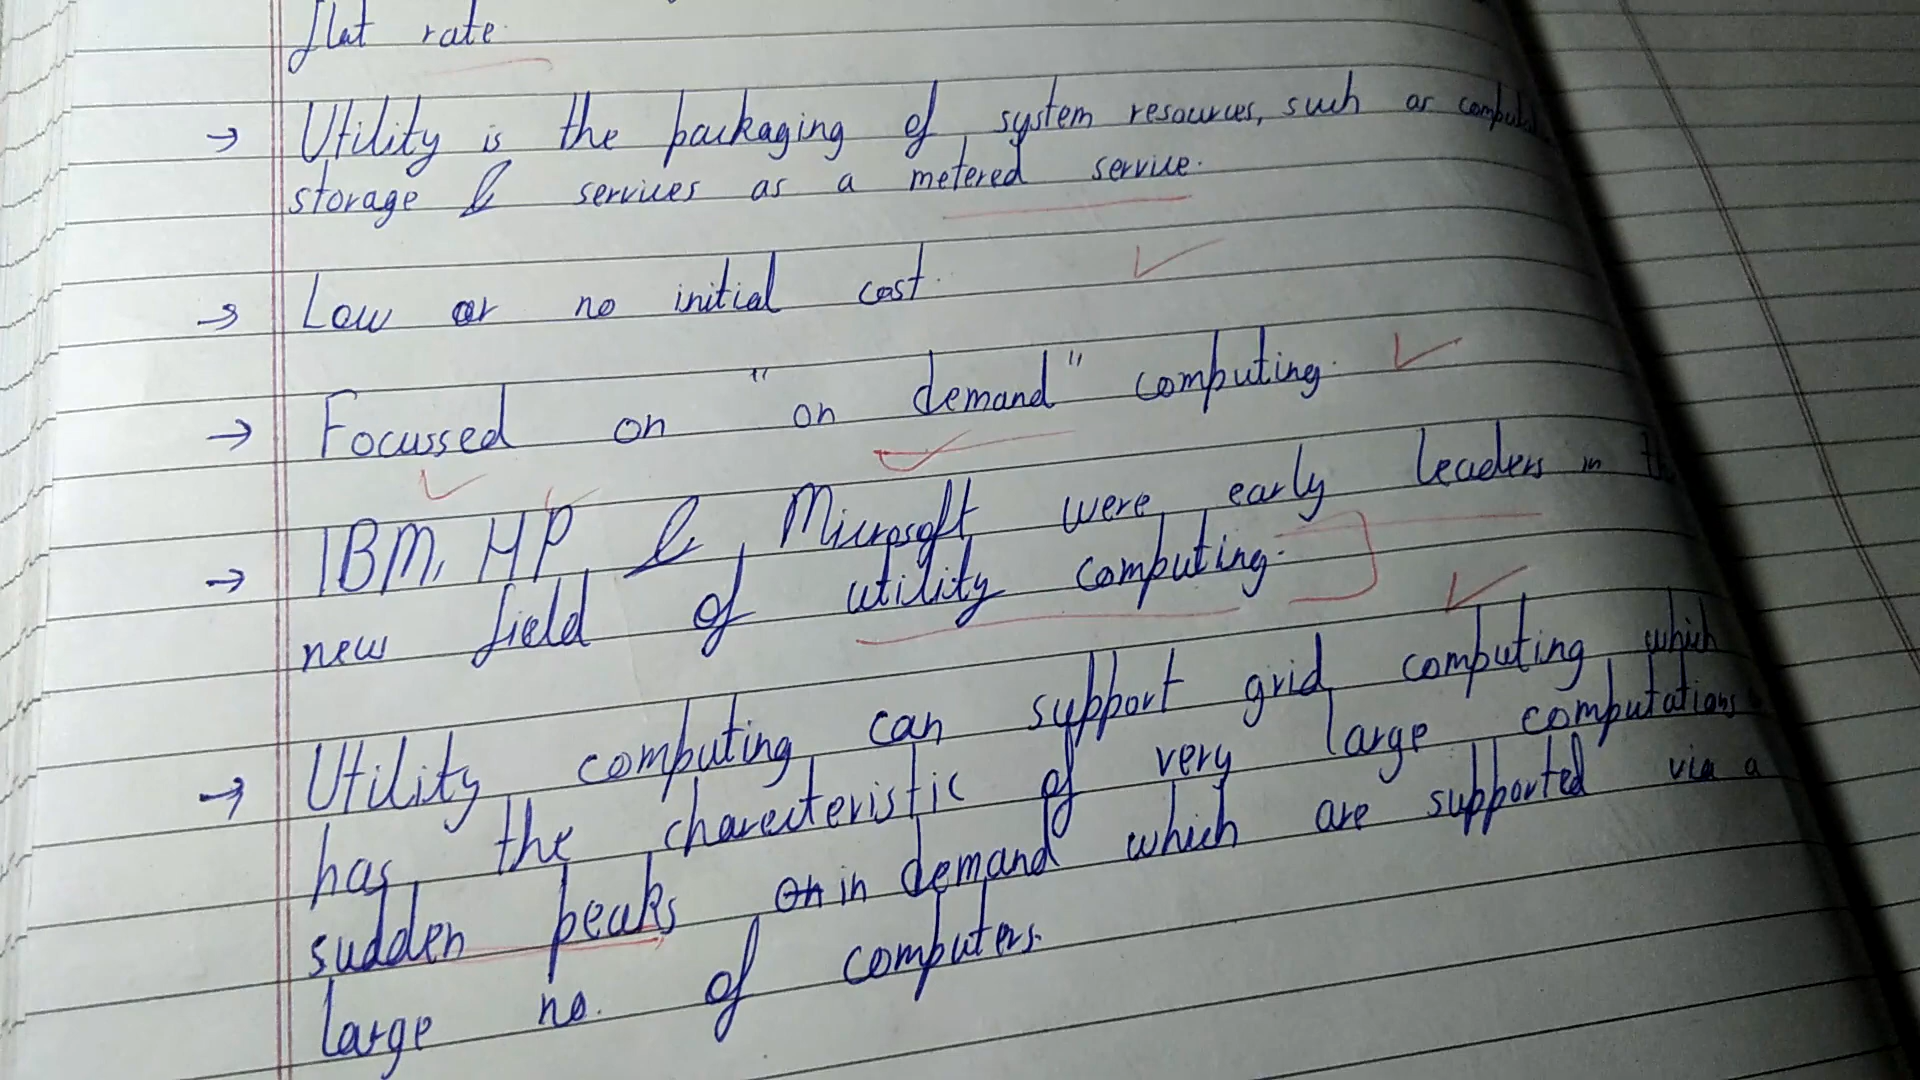 flat rate.
→ Utility is the packaging of system resources, such as
storage & services as a metered service.
→ Low or no initial cost.
→ Focussed on "on demand" computing.
→ IBM, HP & Microsoft were early leaders in
new field of utility computing.
→ Utility computing can support grid computing which
has the charecteristic of very large computations
sudden peaks in demand which are supported via a
large no. of computers.